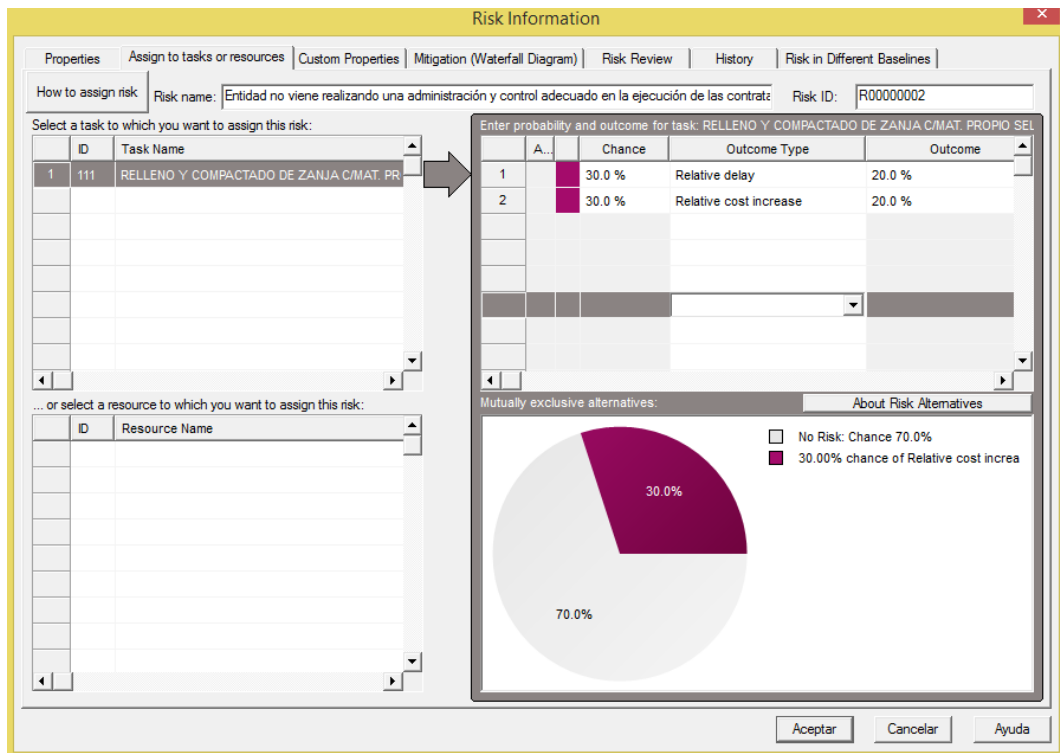 Risk Information
Properties
Assign to tasks or resources
Custom Properties
Mitigation (Waterfall Diagram)
Risk Review
History
Risk in Different Baselines
How to assign risk
Risk name: Entidad no viene realizando una administración y control adecuado en la ejecución de las contrata
Risk ID: R00000002
Select a task to which you want to assign this risk:
ID Task Name
1 111 RELLENO Y COMPACTADO DE ZANJA C/MAT. PR
Enter probability and outcome for task: RELLENO Y COMPACTADO DE ZANJA C/MAT. PROPIO SEL
A... Chance Outcome Type Outcome
1 30.0 % Relative delay 20.0 %
2 30.0 % Relative cost increase 20.0 %
... or select a resource to which you want to assign this risk:
ID Resource Name
Mutually exclusive alternatives:
About Risk Alternatives
No Risk: Chance 70.0%
30.00% chance of Relative cost increa
30.0%
70.0%
Aceptar
Cancelar
Ayuda